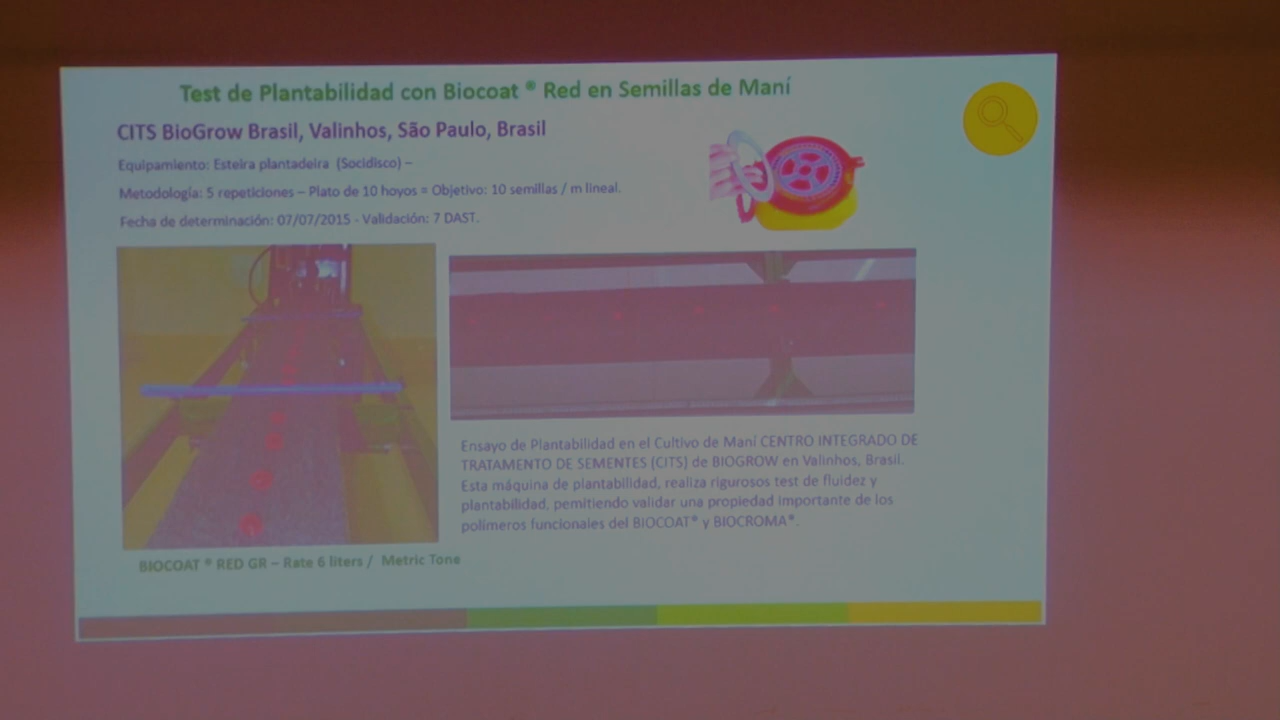 Test de Plantabilidad con Biocoat ® Red en Semillas de Maní
CITS BioGrow Brasil, Valinhos, São Paulo, Brasil
Equipamiento: Esteira plantadeira (Socidisco) –
Metodología: 5 repeticiones – Plato de 10 hoyos = Objetivo: 10 semillas / m lineal.
Fecha de determinación: 07/07/2015 - Validación: 7 DAST.
Ensayo de Plantabilidad en el Cultivo de Maní CENTRO INTEGRADO DE
TRATAMENTO DE SEMENTES (CITS) de BIOGROW en Valinhos, Brasil.
Esta máquina de plantabilidad, realiza rigurosos test de fluidez y
plantabilidad, pemitiendo validar una propiedad importante de los
polímeros funcionales del BIOCOAT® y BIOCROMA®.
BIOCOAT ® RED GR – Rate 6 liters / Metric Tone